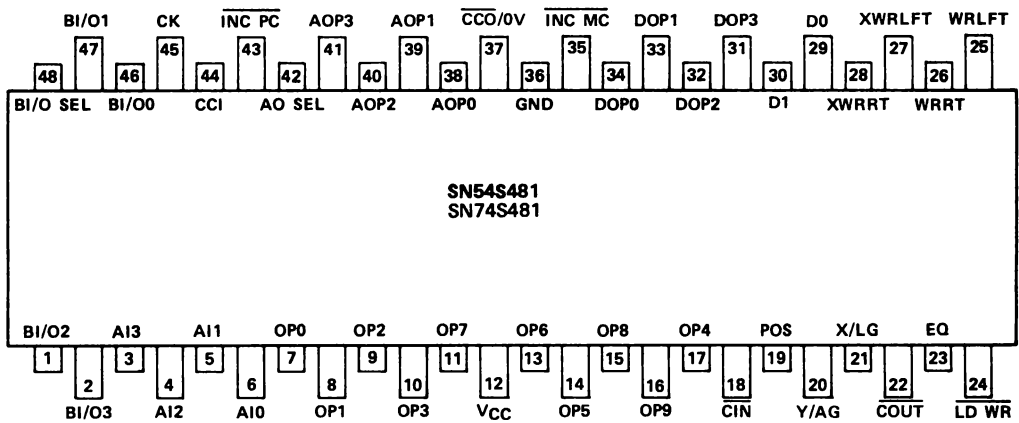 BI/O1 CK INC PC AOP3 AOP1 CCO/0V INC MC DOP1 DOP3 D0 XWRLFT WRLFT
47 45 43 41 39 37 35 33 31 29 27 25
48 46 44 42 40 38 36 34 32 30 28 26
BI/O SEL BI/O0 CCI AO SEL AOP2 AOP0 GND DOP0 DOP2 D1 XWRRT WRRT
SN54S481
SN74S481
BI/O2 AI3 AI1 OP0 OP2 OP7 OP6 OP8 OP4 POS X/LG EQ
1 3 5 7 9 11 13 15 17 19 21 23
2 4 6 8 10 12 14 16 18 20 22 24
BI/O3 AI2 AI0 OP1 OP3 VCC OP5 OP9 CIN Y/AG COUT LD WR